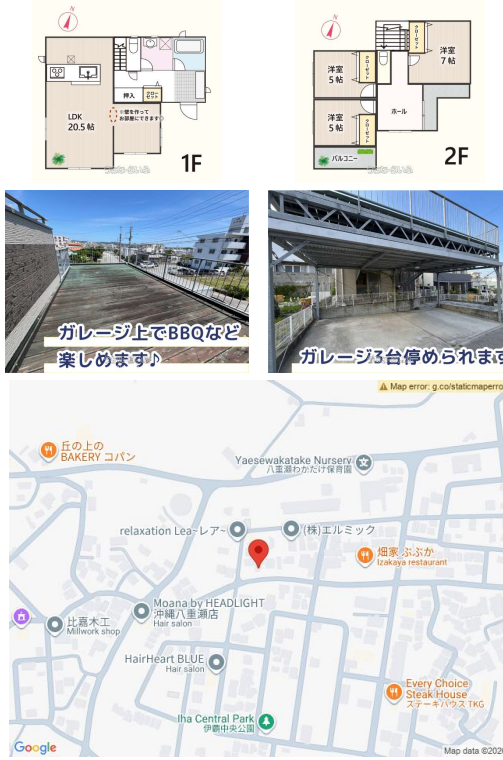 N
押入
クローゼット
LDK
20.5 帖
※壁を作って
お部屋にできます
1F
N
洋室
5 帖
クローゼット
クローゼット
洋室
7 帖
洋室
5 帖
クローゼット
ホール
バルコニー
2F
ガレージ上でBBQなど
楽しめます♪
ガレージ3台停められます
Map error: g.co/staticmaperro
丘の上の
BAKERY コパン
Yaesewakatake Nursery
八重瀬わかだけ保育園
relaxation Lea~レア~
(株)エルミック
畑家 ぶぶか
Izakaya restaurant
Moana by HEADLIGHT
沖縄八重瀬店
Hair salon
比嘉木工
Millwork shop
HairHeart BLUE
Hair salon
Every Choice
Steak House
ステーキハウス TKG
Iha Central Park
伊覇中央公園
Google
Map data ©2026